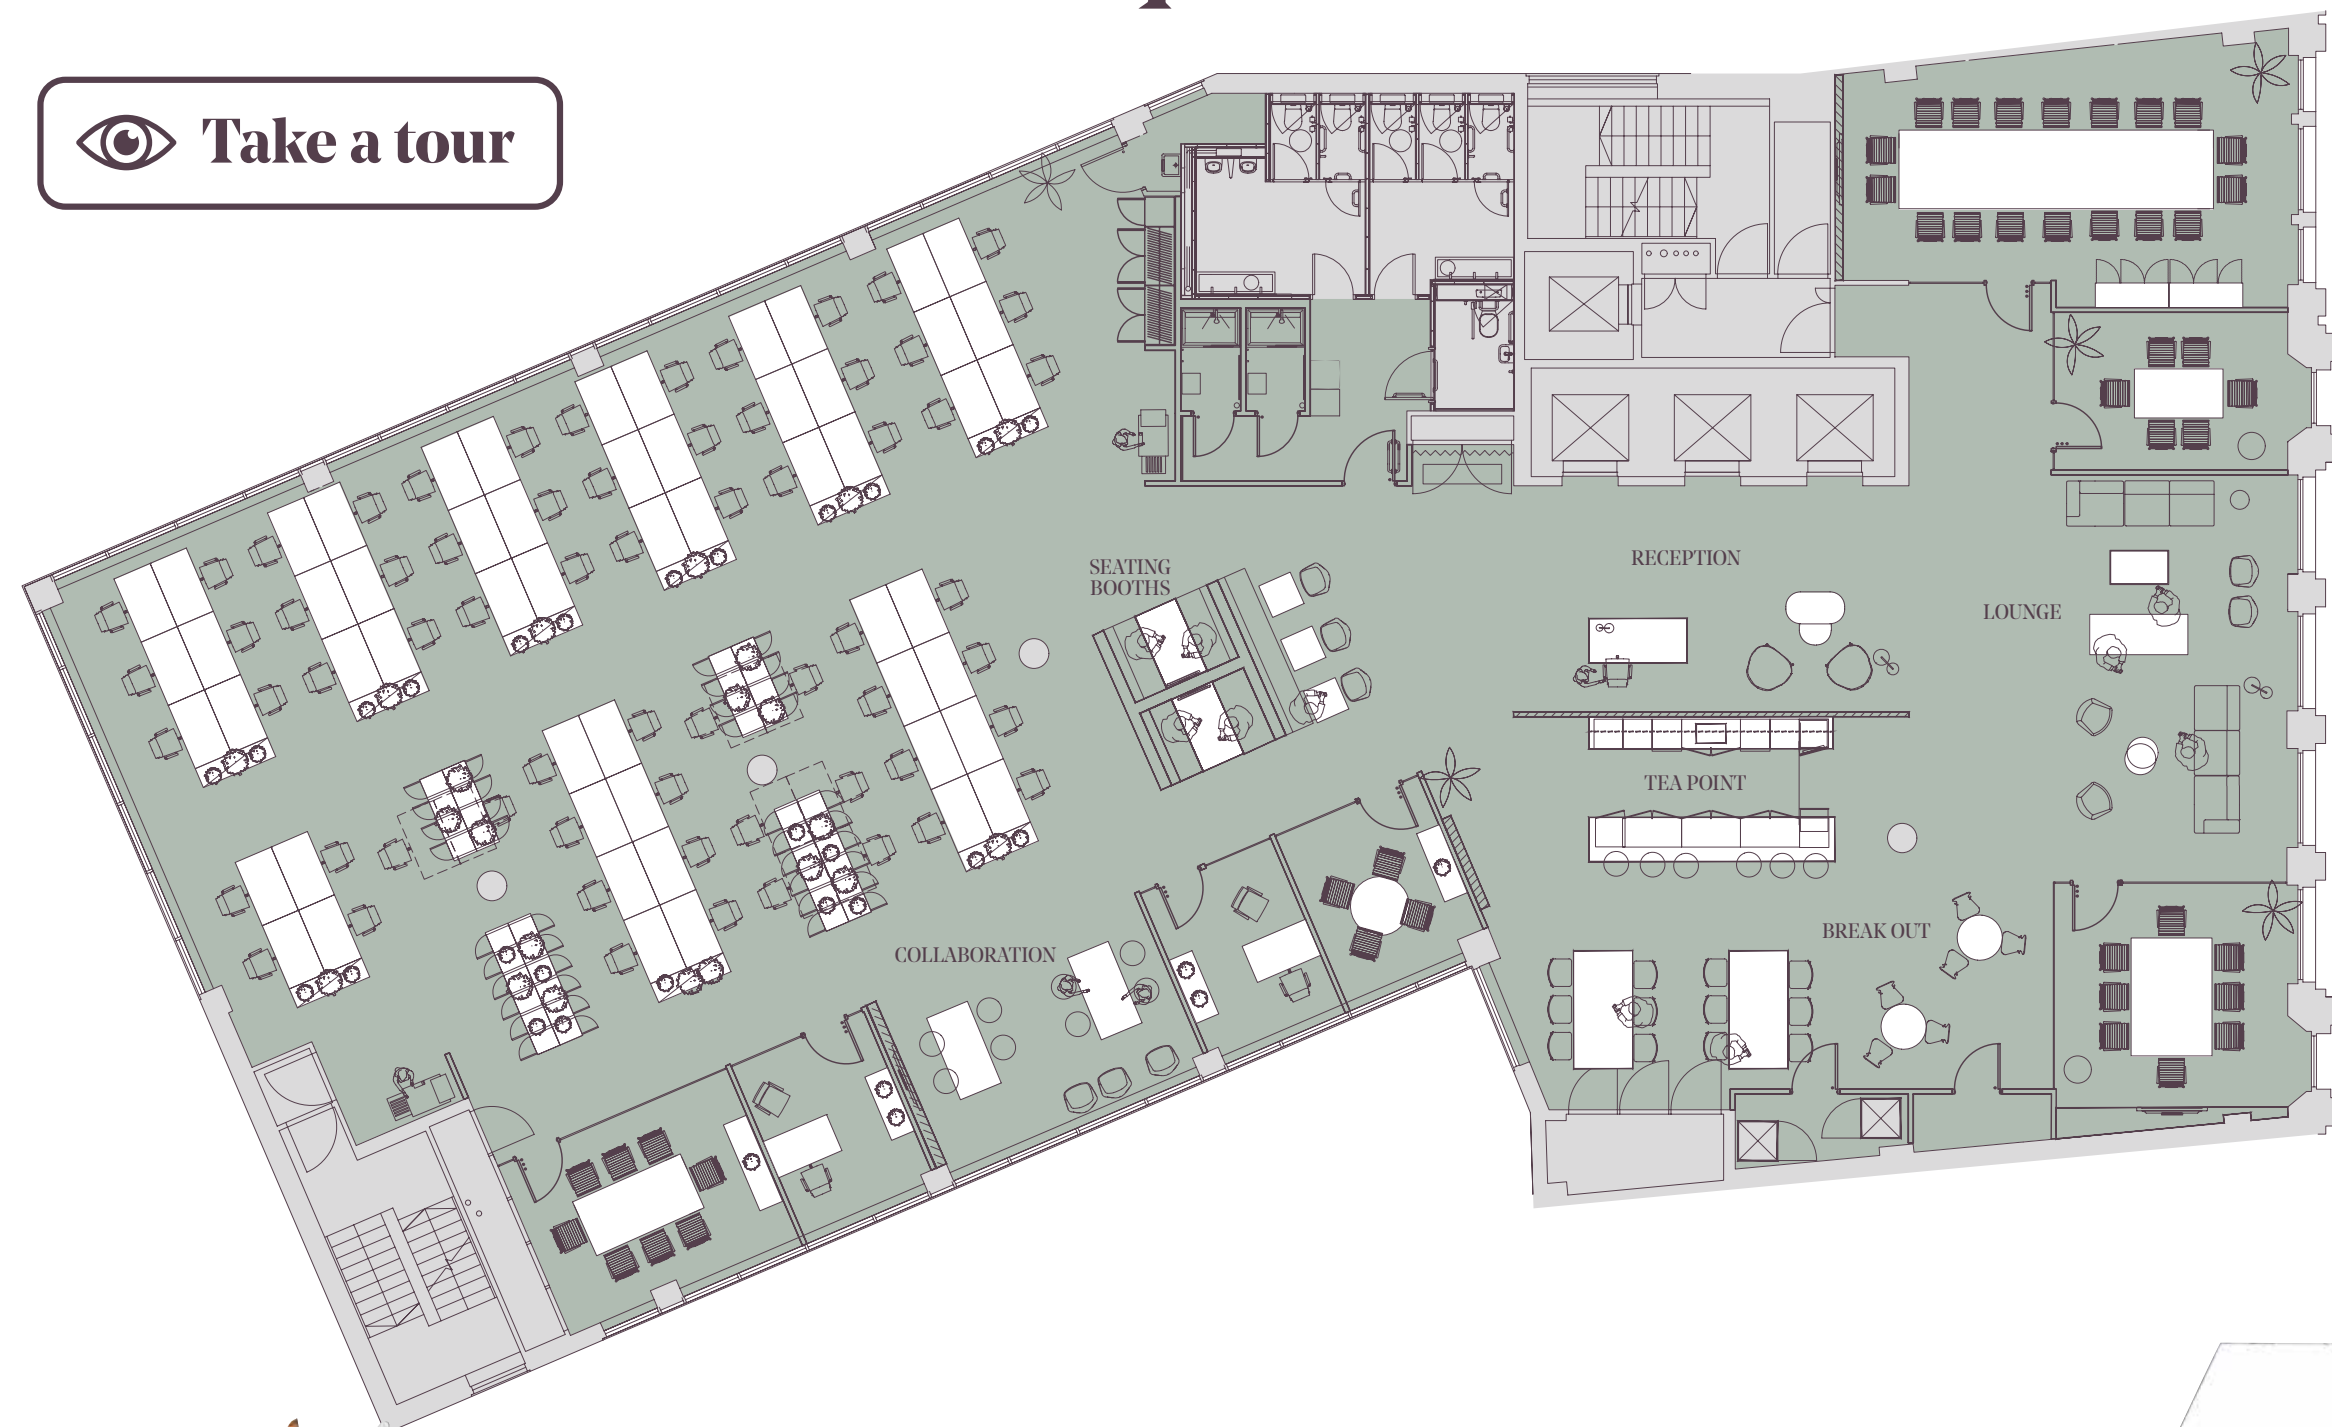 Take a tour
SEATING
BOOTHS
RECEPTION
LOUNGE
TEA POINT
BREAK OUT
COLLABORATION